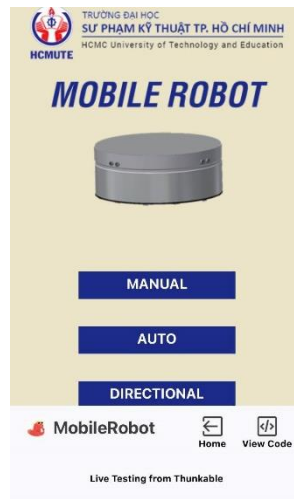 TRƯỜNG ĐẠI HỌC
SƯ PHẠM KỸ THUẬT TP. HỒ CHÍ MINH
HCMC University of Technology and Education
HCMUTE
MOBILE ROBOT
MANUAL
AUTO
DIRECTIONAL
MobileRobot
Home
View Code
Live Testing from Thunkable